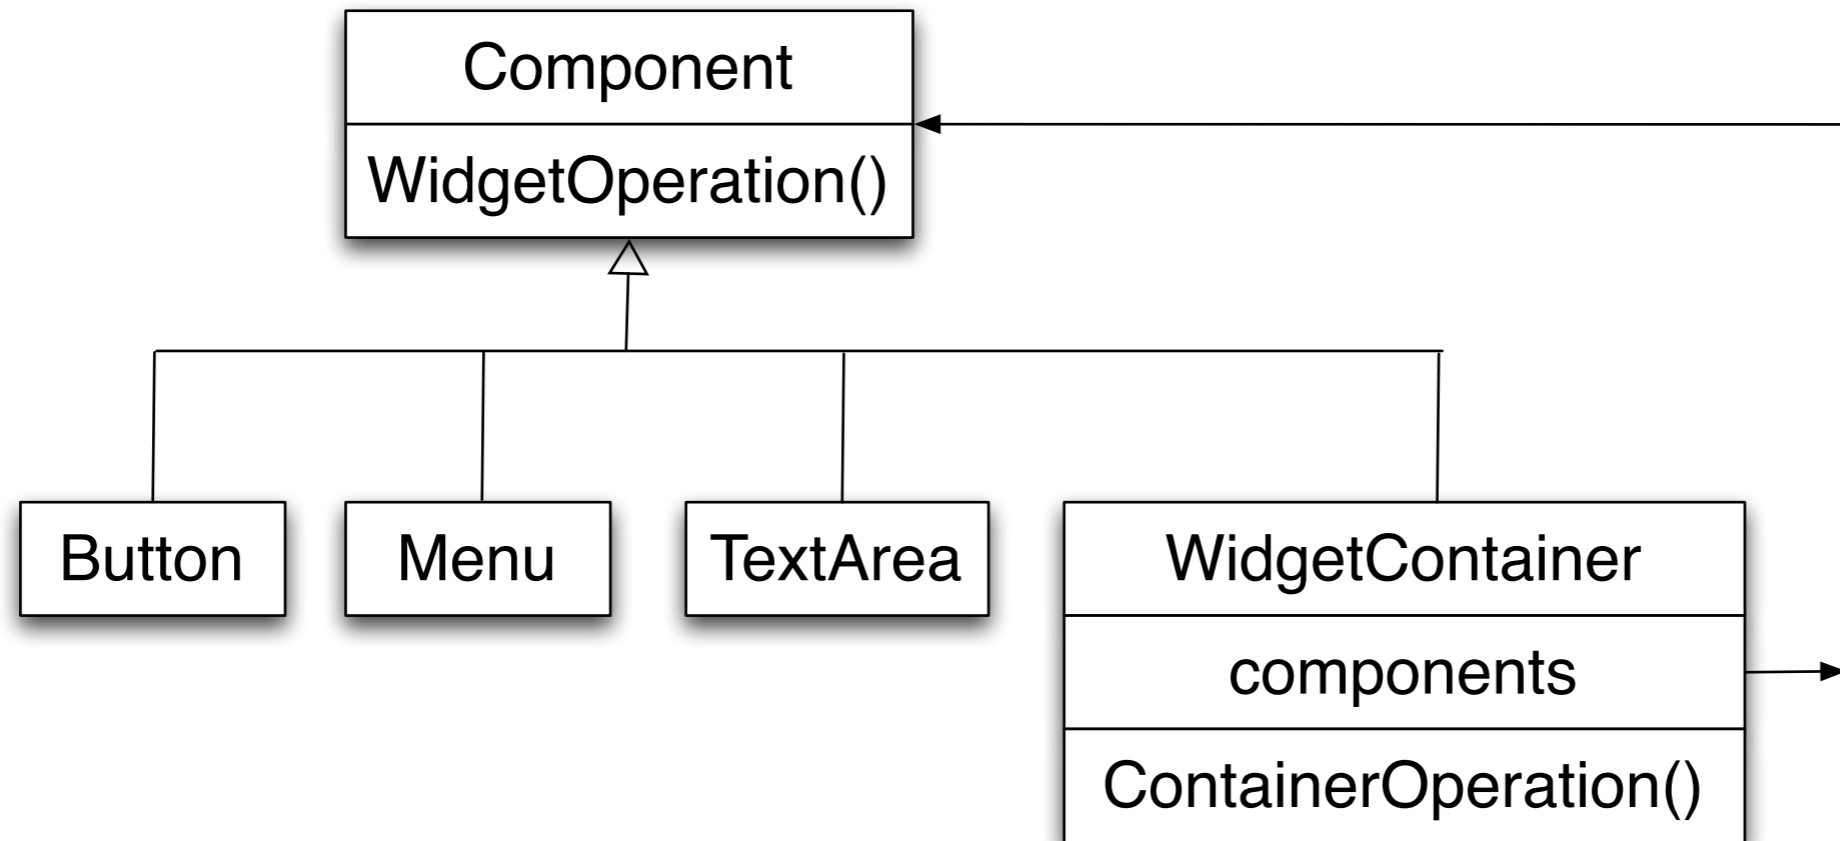 Component
WidgetOperation()
Button
Menu
TextArea
WidgetContainer
components
ContainerOperation()